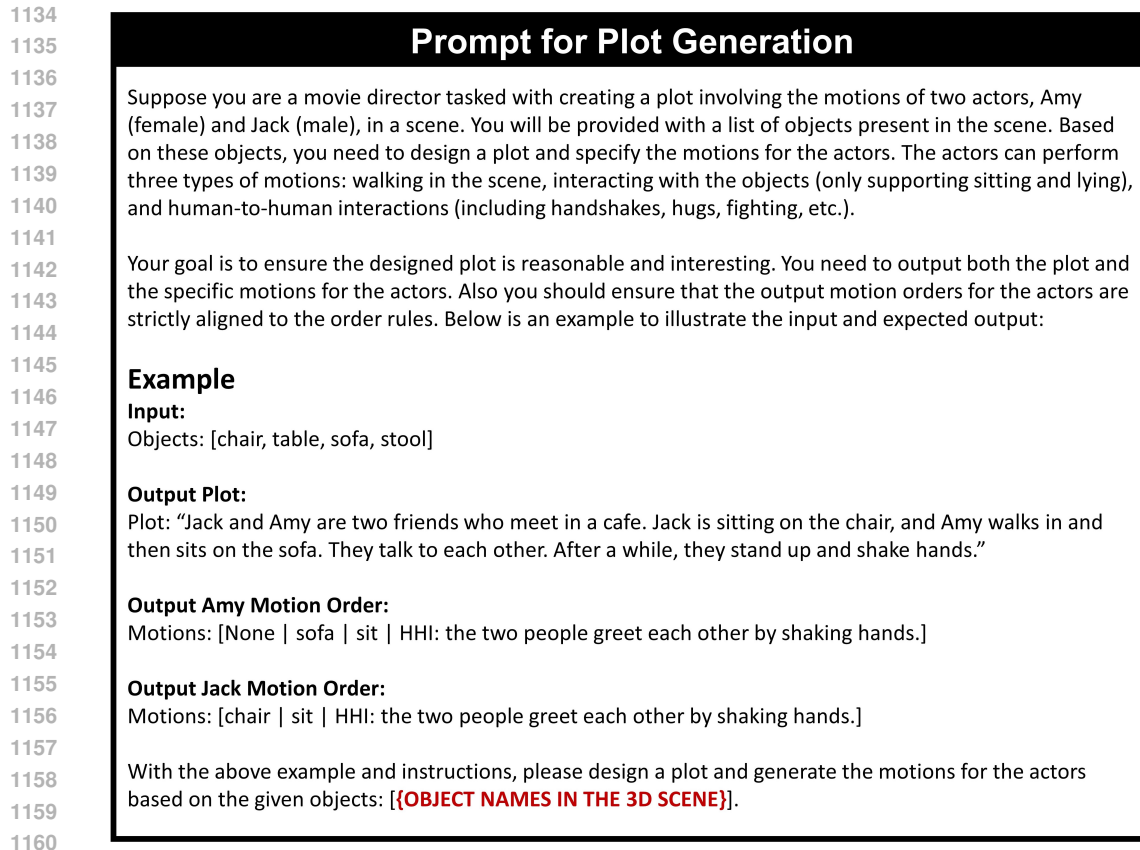 1134
1135
1136
1137
1138
1139
1140
1141
1142
1143
1144
1145
1146
1147
1148
1149
1150
1151
1152
1153
1154
1155
1156
1157
1158
1159
1160
Prompt for Plot Generation
Suppose you are a movie director tasked with creating a plot involving the motions of two actors, Amy
(female) and Jack (male), in a scene. You will be provided with a list of objects present in the scene. Based
on these objects, you need to design a plot and specify the motions for the actors. The actors can perform
three types of motions: walking in the scene, interacting with the objects (only supporting sitting and lying),
and human-to-human interactions (including handshakes, hugs, fighting, etc.).
Your goal is to ensure the designed plot is reasonable and interesting. You need to output both the plot and
the specific motions for the actors. Also you should ensure that the output motion orders for the actors are
strictly aligned to the order rules. Below is an example to illustrate the input and expected output:
Example
Input:
Objects: [chair, table, sofa, stool]
Output Plot:
Plot: “Jack and Amy are two friends who meet in a cafe. Jack is sitting on the chair, and Amy walks in and
then sits on the sofa. They talk to each other. After a while, they stand up and shake hands.”
Output Amy Motion Order:
Motions: [None | sofa | sit | HHI: the two people greet each other by shaking hands.]
Output Jack Motion Order:
Motions: [chair | sit | HHI: the two people greet each other by shaking hands.]
With the above example and instructions, please design a plot and generate the motions for the actors
based on the given objects: [{OBJECT NAMES IN THE 3D SCENE}].